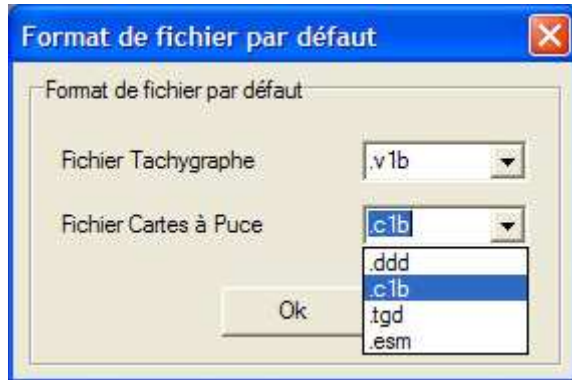 Format de fichier par défaut
Format de fichier par défaut
Fichier Tachygraphe .v1b
Fichier Cartes à Puce .c1b
.ddd
.c1b
.tgd
.esm
Ok